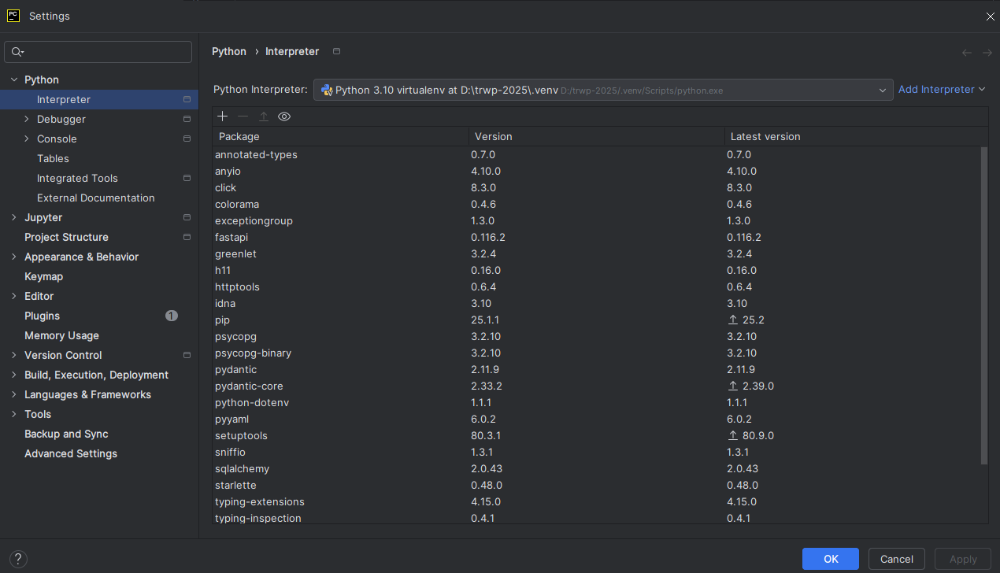 PC Settings
Python › Interpreter
Python
Interpreter
Debugger
Console
Tables
Integrated Tools
External Documentation
Jupyter
Project Structure
Appearance & Behavior
Keymap
Editor
Plugins 1
Memory Usage
Version Control
Build, Execution, Deployment
Languages & Frameworks
Tools
Backup and Sync
Advanced Settings
Python Interpreter: Python 3.10 virtualenv at D:\trwp-2025\.venv D:/trwp-2025/.venv/Scripts/python.exe Add Interpreter
Package Version Latest version
annotated-types 0.7.0 0.7.0
anyio 4.10.0 4.10.0
click 8.3.0 8.3.0
colorama 0.4.6 0.4.6
exceptiongroup 1.3.0 1.3.0
fastapi 0.116.2 0.116.2
greenlet 3.2.4 3.2.4
h11 0.16.0 0.16.0
httptools 0.6.4 0.6.4
idna 3.10 3.10
pip 25.1.1 25.2
psycopg 3.2.10 3.2.10
psycopg-binary 3.2.10 3.2.10
pydantic 2.11.9 2.11.9
pydantic-core 2.33.2 2.39.0
python-dotenv 1.1.1 1.1.1
pyyaml 6.0.2 6.0.2
setuptools 80.3.1 80.9.0
sniffio 1.3.1 1.3.1
sqlalchemy 2.0.43 2.0.43
starlette 0.48.0 0.48.0
typing-extensions 4.15.0 4.15.0
typing-inspection 0.4.1 0.4.1
? OK Cancel Apply